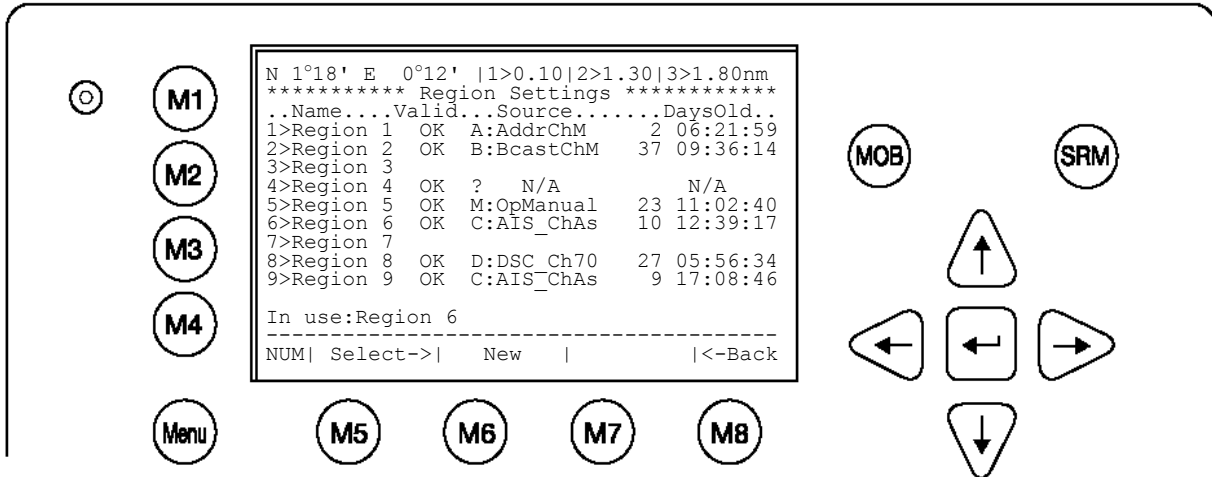 N 1°18' E  0°12' |1>0.10|2>1.30|3>1.80nm
*********** Region Settings ************
..Name....Valid...Source.......DaysOld..
1>Region 1  OK  A:AddrChM    2 06:21:59
2>Region 2  OK  B:BcastChM  37 09:36:14
3>Region 3
4>Region 4  OK  ?  N/A          N/A
5>Region 5  OK  M:OpManual  23 11:02:40
6>Region 6  OK  C:AIS_ChAs  10 12:39:17
7>Region 7
8>Region 8  OK  D:DSC_Ch70  27 05:56:34
9>Region 9  OK  C:AIS_ChAs   9 17:08:46
In use:Region 6
----------------------------------------
NUM| Select->|   New   |         |<-Back
M1
M2
M3
M4
Menu
M5
M6
M7
M8
MOB
SRM